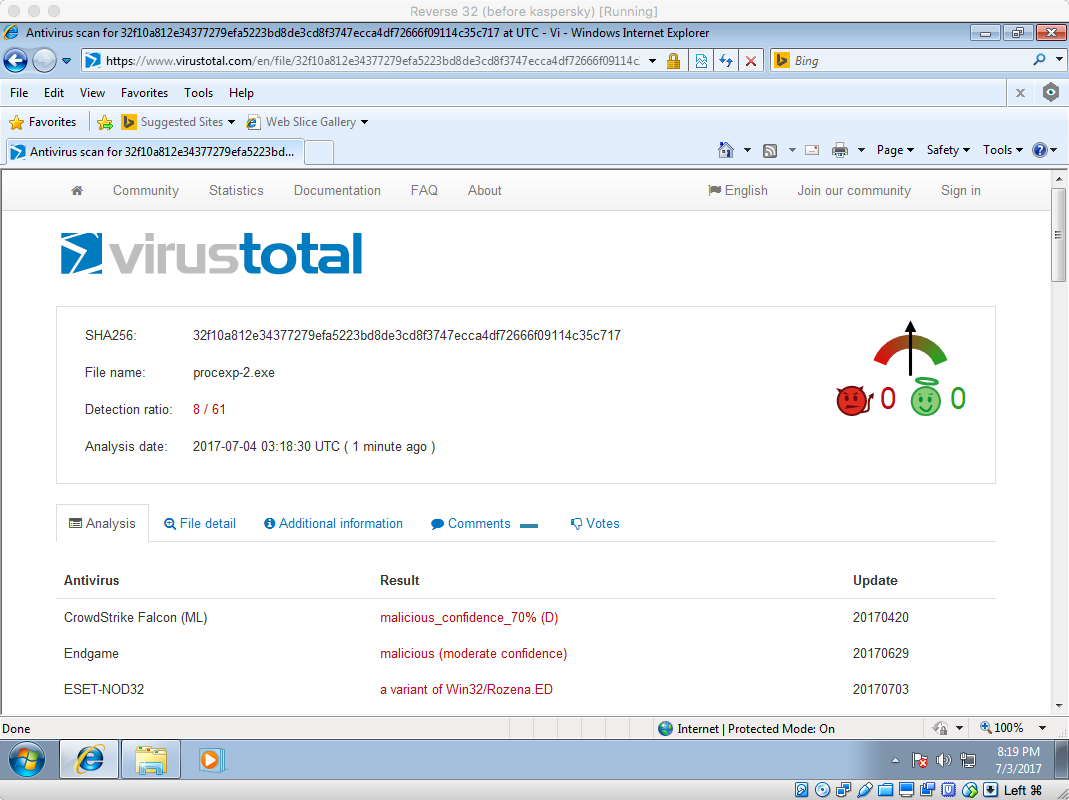 Reverse 32 (before kaspersky) [Running]
Antivirus scan for 32f10a812e34377279efa5223bd8de3cd8f3747ecca4df72666f09114c35c717 at UTC - Vi - Windows Internet Explorer
https://www.virustotal.com/en/file/32f10a812e34377279efa5223bd8de3cd8f3747ecca4df72666f09114c. Bing
File Edit View Favorites Tools Help
Favorites Suggested Sites Web Slice Gallery
Antivirus scan for 32f10a812e34377279efa5223bd... Page Safety Tools
Community Statistics Documentation FAQ About English Join our community Sign in
virustotal
SHA256: 32f10a812e34377279efa5223bd8de3cd8f3747ecca4df72666f09114c35c717
File name: procexp-2.exe
Detection ratio: 8 / 61
0 0
Analysis date: 2017-07-04 03:18:30 UTC ( 1 minute ago )
Analysis File detail Additional information Comments Votes
Antivirus Result Update
CrowdStrike Falcon (ML) malicious_confidence_70% (D) 20170420
Endgame malicious (moderate confidence) 20170629
ESET-NOD32 a variant of Win32/Rozena.ED 20170703
Done Internet | Protected Mode: On 100%
8:19 PM
7/3/2017
Left ⌘